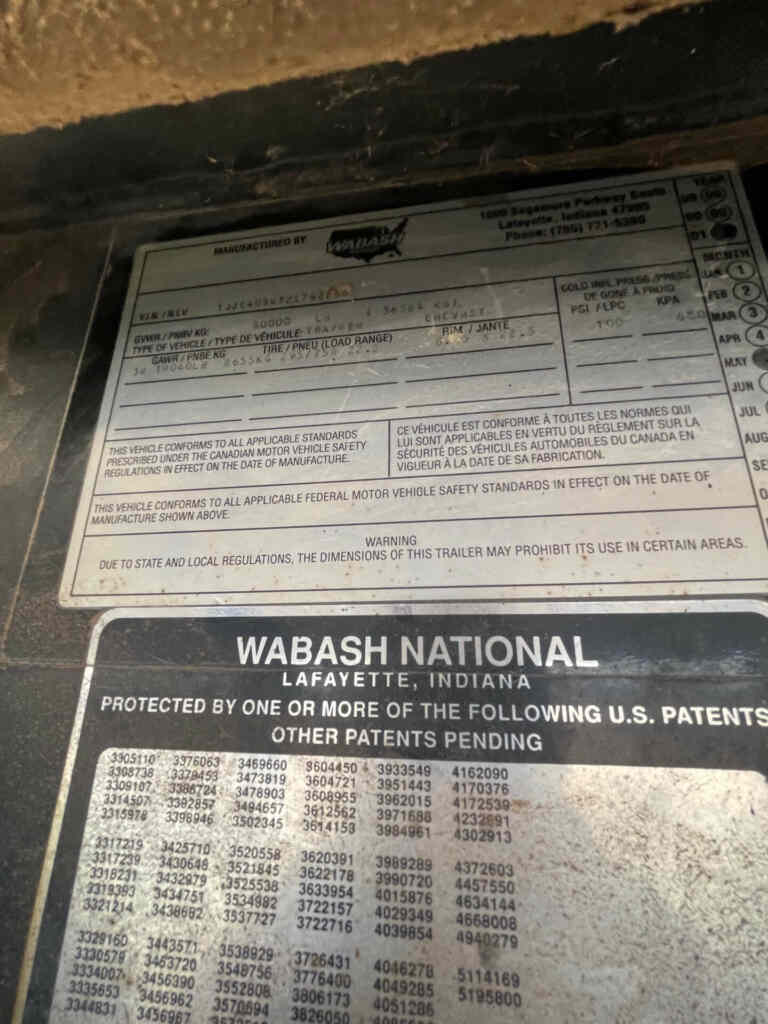 MANUFACTURED BY
WABASH
1000 Sagamore Parkway South
Lafayette, Indiana 47905
Phone: (765) 771-5300
YEAR
99
00
01
MONTH
JAN 1
FEB 2
MAR 3
APR 4
MAY
JUN
JUL
AUG
VIN / NIV
GVWR / PNBV KG: 80000 LB
TYPE OF VEHICLE / TYPE DE VÉHICULE:
COLD INFL PRESS / PRESS
DE GONF À FROID
PSI / LPC KPA
GAWR / PNBE KG TIRE / PNEU (LOAD RANGE) RIM / JANTE
100
THIS VEHICLE CONFORMS TO ALL APPLICABLE STANDARDS
PRESCRIBED UNDER THE CANADIAN MOTOR VEHICLE SAFETY
REGULATIONS IN EFFECT ON THE DATE OF MANUFACTURE.
CE VÉHICULE EST CONFORME À TOUTES LES NORMES QUI
LUI SONT APPLICABLES EN VERTU DU RÈGLEMENT SUR LA
SÉCURITÉ DES VÉHICULES AUTOMOBILES DU CANADA EN
VIGUEUR À LA DATE DE SA FABRICATION.
THIS VEHICLE CONFORMS TO ALL APPLICABLE FEDERAL MOTOR VEHICLE SAFETY STANDARDS IN EFFECT ON THE DATE OF
MANUFACTURE SHOWN ABOVE.
WARNING
DUE TO STATE AND LOCAL REGULATIONS, THE DIMENSIONS OF THIS TRAILER MAY PROHIBIT ITS USE IN CERTAIN AREAS.
WABASH NATIONAL
LAFAYETTE, INDIANA
PROTECTED BY ONE OR MORE OF THE FOLLOWING U.S. PATENTS
OTHER PATENTS PENDING
3305110 3376063 3469660 3604450 3933549 4162090
3308738 3379453 3473819 3604721 3951443 4170376
3309107 3386724 3478903 3608955 3962015 4172539
3314507 3392857 3494657 3612562 3971688 4232891
3315978 3398946 3502345 3614153 3984961 4302913
3317219 3425710 3520558 3620391 3989289 4372603
3317239 3430648 3521845 3622178 3990720 4457550
3318231 3432979 3525538 3633954 4015876 4634144
3319393 3434751 3534982 3722157 4029349 4668008
3321214 3438682 3537727 3722716 4039854 4940279
3329160 3443571 3538929 3726431 4046278 5114169
3330579 3453720 3548756 3776400 4049285 5195800
3334007 3456390 3552808 3806173 4051286
3335653 3456962 3570694 3826050
3344831 3456967